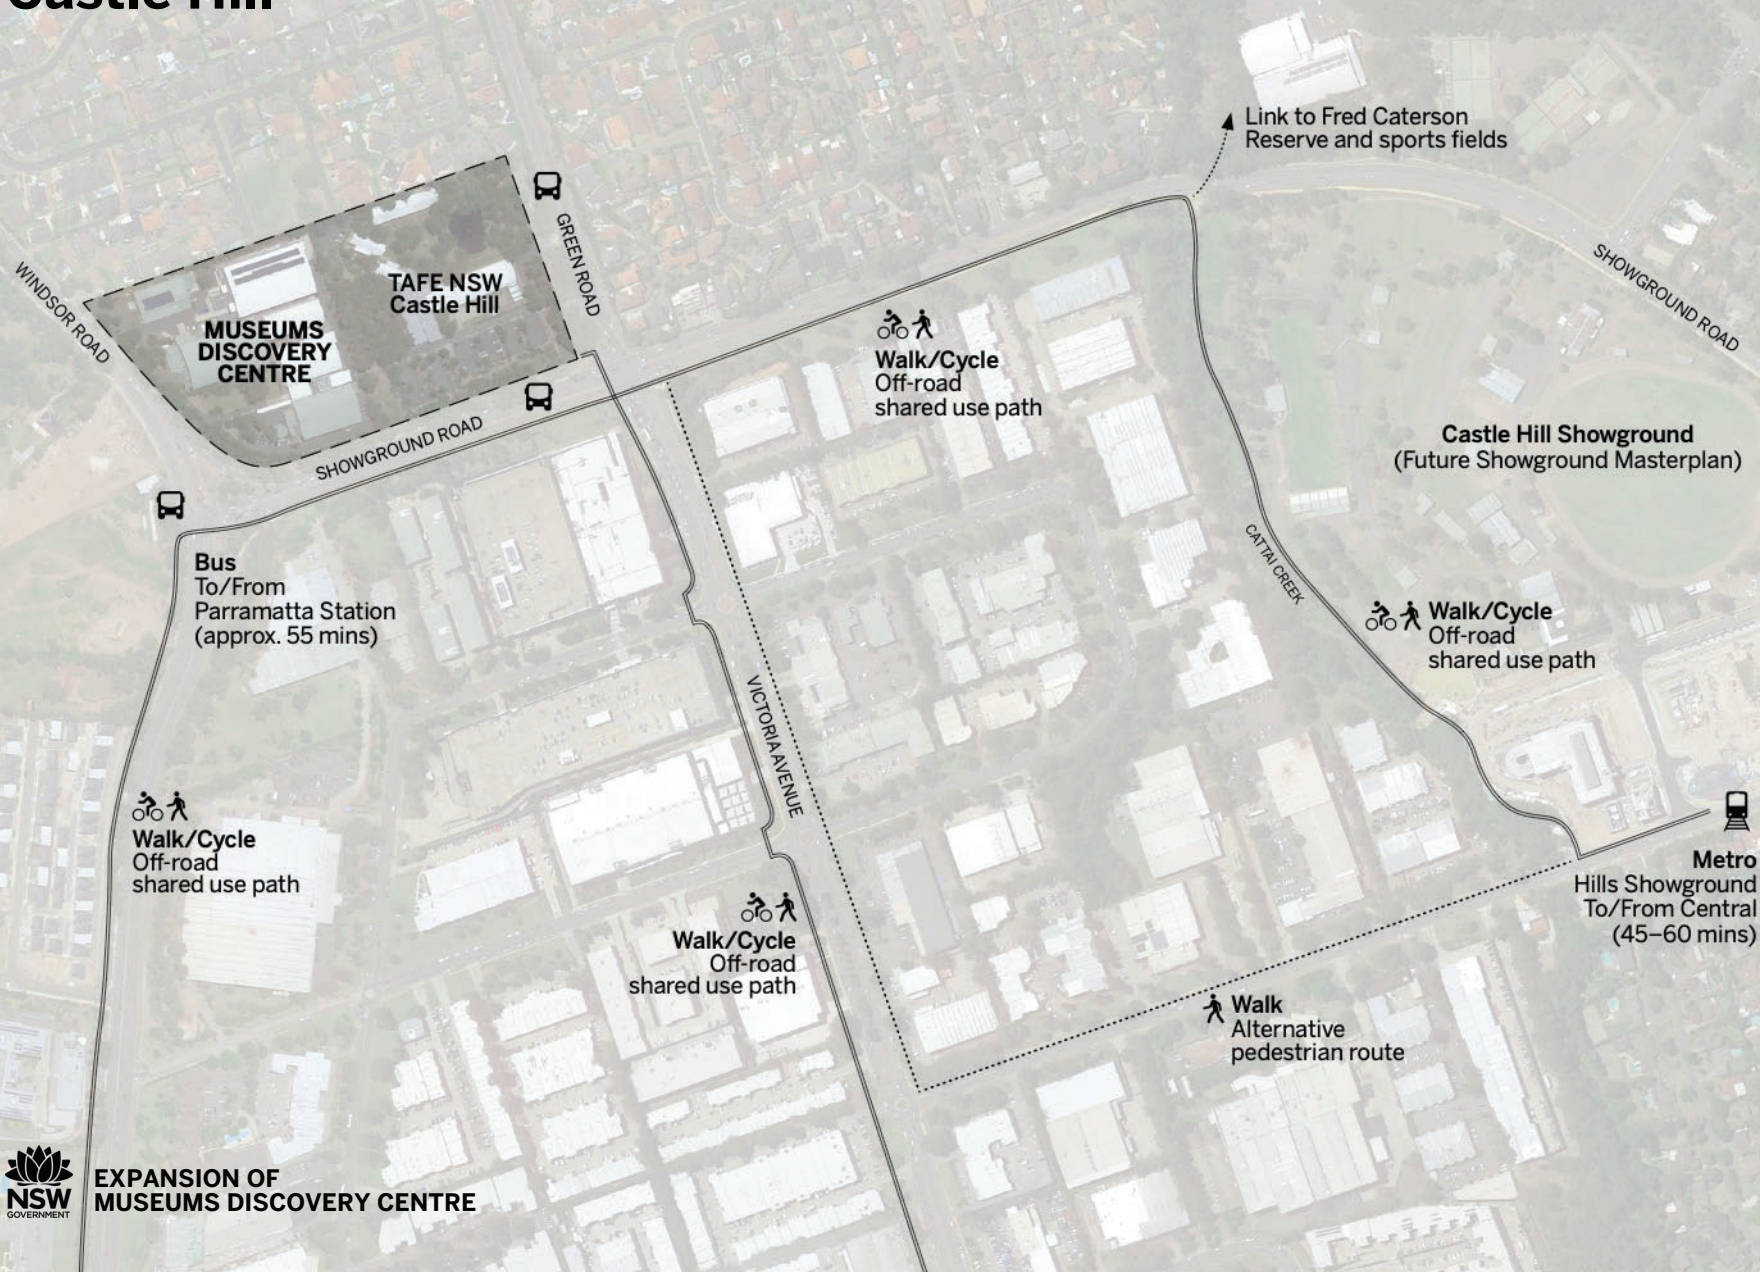 Castle Hill
Link to Fred Caterson
Reserve and sports fields
GREEN ROAD
WINDSOR ROAD
TAFE NSW
Castle Hill
MUSEUMS
DISCOVERY
CENTRE
SHOWGROUND ROAD
SHOWGROUND ROAD
Walk/Cycle
Off-road
shared use path
Castle Hill Showground
(Future Showground Masterplan)
Bus
To/From
Parramatta Station
(approx. 55 mins)
CATTAI CREEK
Walk/Cycle
Off-road
shared use path
VICTORIA AVENUE
Walk/Cycle
Off-road
shared use path
Metro
Hills Showground
To/From Central
(45–60 mins)
Walk/Cycle
Off-road
shared use path
Walk
Alternative
pedestrian route
NSW
GOVERNMENT
EXPANSION OF
MUSEUMS DISCOVERY CENTRE